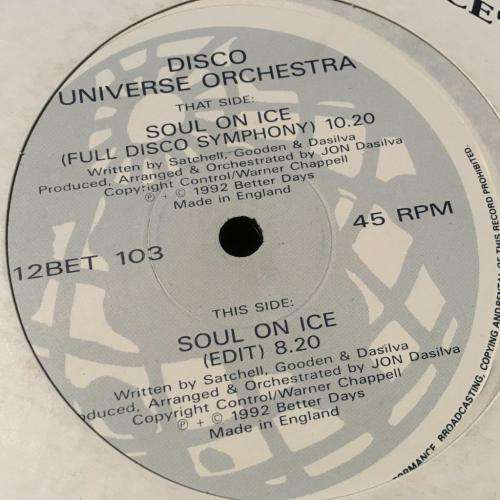 DISCO
UNIVERSE ORCHESTRA
THAT SIDE:
SOUL ON ICE
(FULL DISCO SYMPHONY) 10.20
Written by Satchell, Gooden & Dasilva
Produced, Arranged & Orchestrated by JON Dasilva
Copyright Control/Warner Chappell
℗ + © 1992 Better Days
Made in England
12BET 103
45 RPM
THIS SIDE:
SOUL ON ICE
(EDIT) 8.20
Written by Satchell, Gooden & Dasilva
oduced, Arranged & Orchestrated by JON Dasilva
Copyright Control/Warner Chappell
℗ + © 1992 Better Days
Made in England
ORMANCE, BROADCASTING, COPYING AND RENTAL OF THIS RECORD PROHIBITED